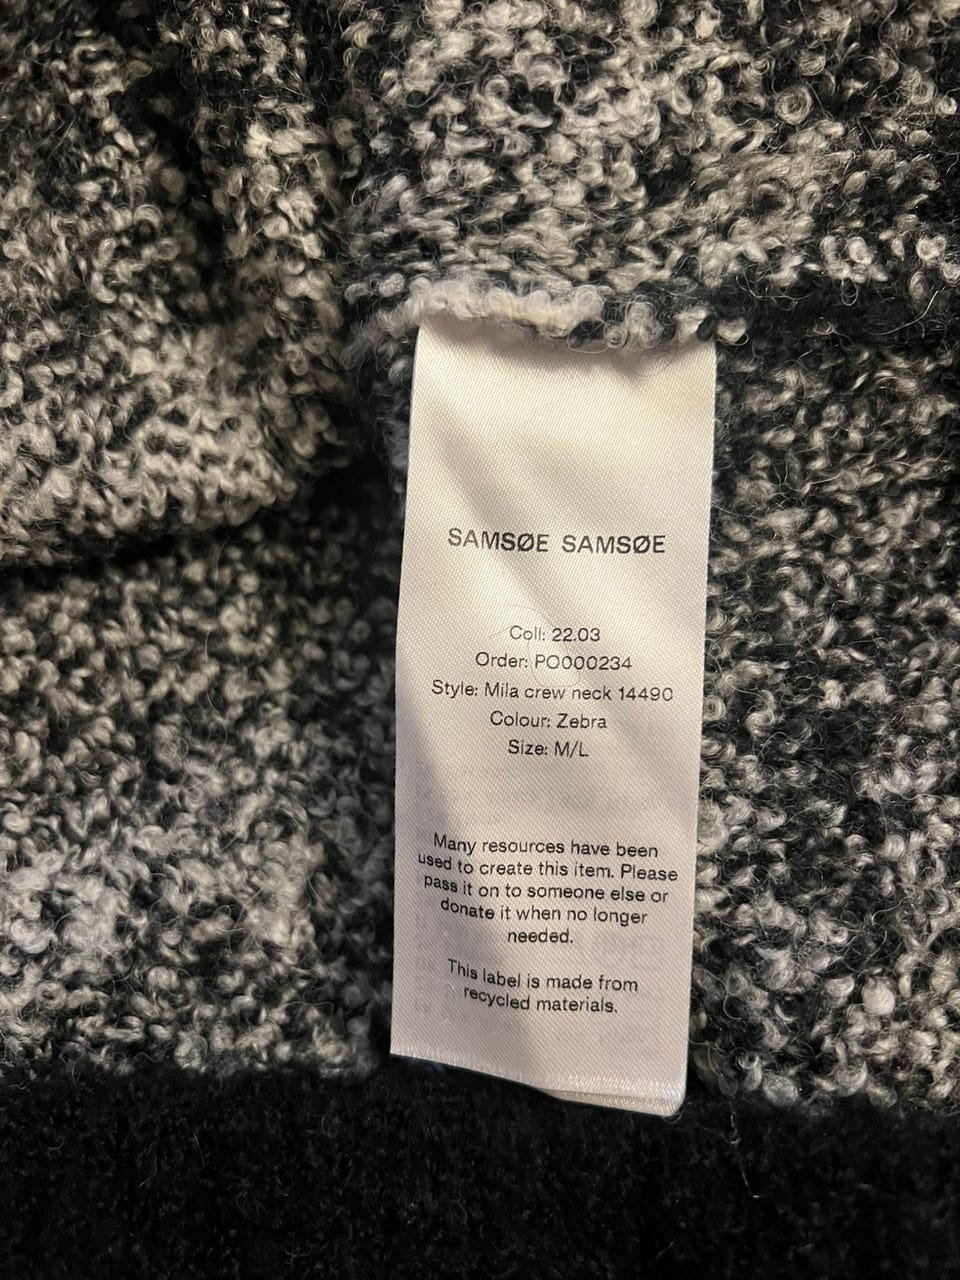 SAMSØE SAMSØE
Coll: 22.03
Order: PO000234
Style: Mila crew neck 14490
Colour: Zebra
Size: M/L
Many resources have been
used to create this item. Please
pass it on to someone else or
donate it when no longer
needed.
This label is made from
recycled materials.